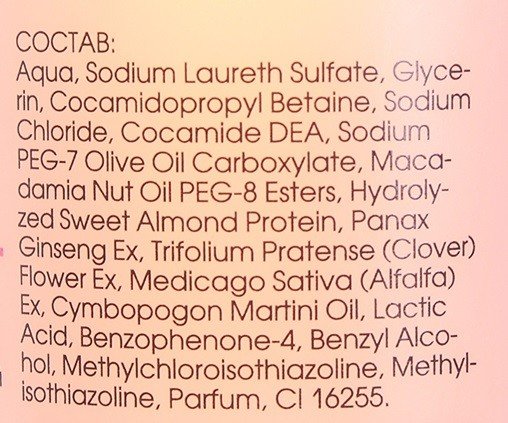 СОСТАВ:
Aqua, Sodium Laureth Sulfate, Glyce-
rin, Cocamidopropyl Betaine, Sodium
Chloride, Cocamide DEA, Sodium
PEG-7 Olive Oil Carboxylate, Maca-
damia Nut Oil PEG-8 Esters, Hydroly-
zed Sweet Almond Protein, Panax
Ginseng Ex, Trifolium Pratense (Clover)
Flower Ex, Medicago Sativa (Alfalfa)
Ex, Cymbopogon Martini Oil, Lactic
Acid, Benzophenone-4, Benzyl Alco-
hol, Methylchloroisothiazoline, Methyl-
isothiazoline, Parfum, CI 16255.